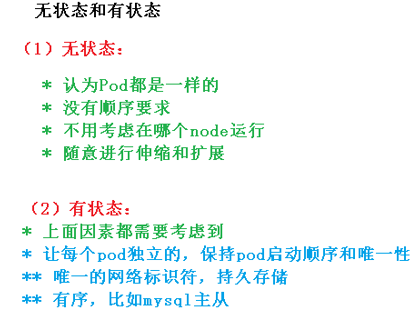 无状态和有状态
（1）无状态：
* 认为Pod都是一样的
* 没有顺序要求
* 不用考虑在哪个node运行
* 随意进行伸缩和扩展
（2）有状态：
* 上面因素都需要考虑到
* 让每个pod独立的，保持pod启动顺序和唯一性
** 唯一的网络标识符，持久存储
** 有序，比如mysql主从